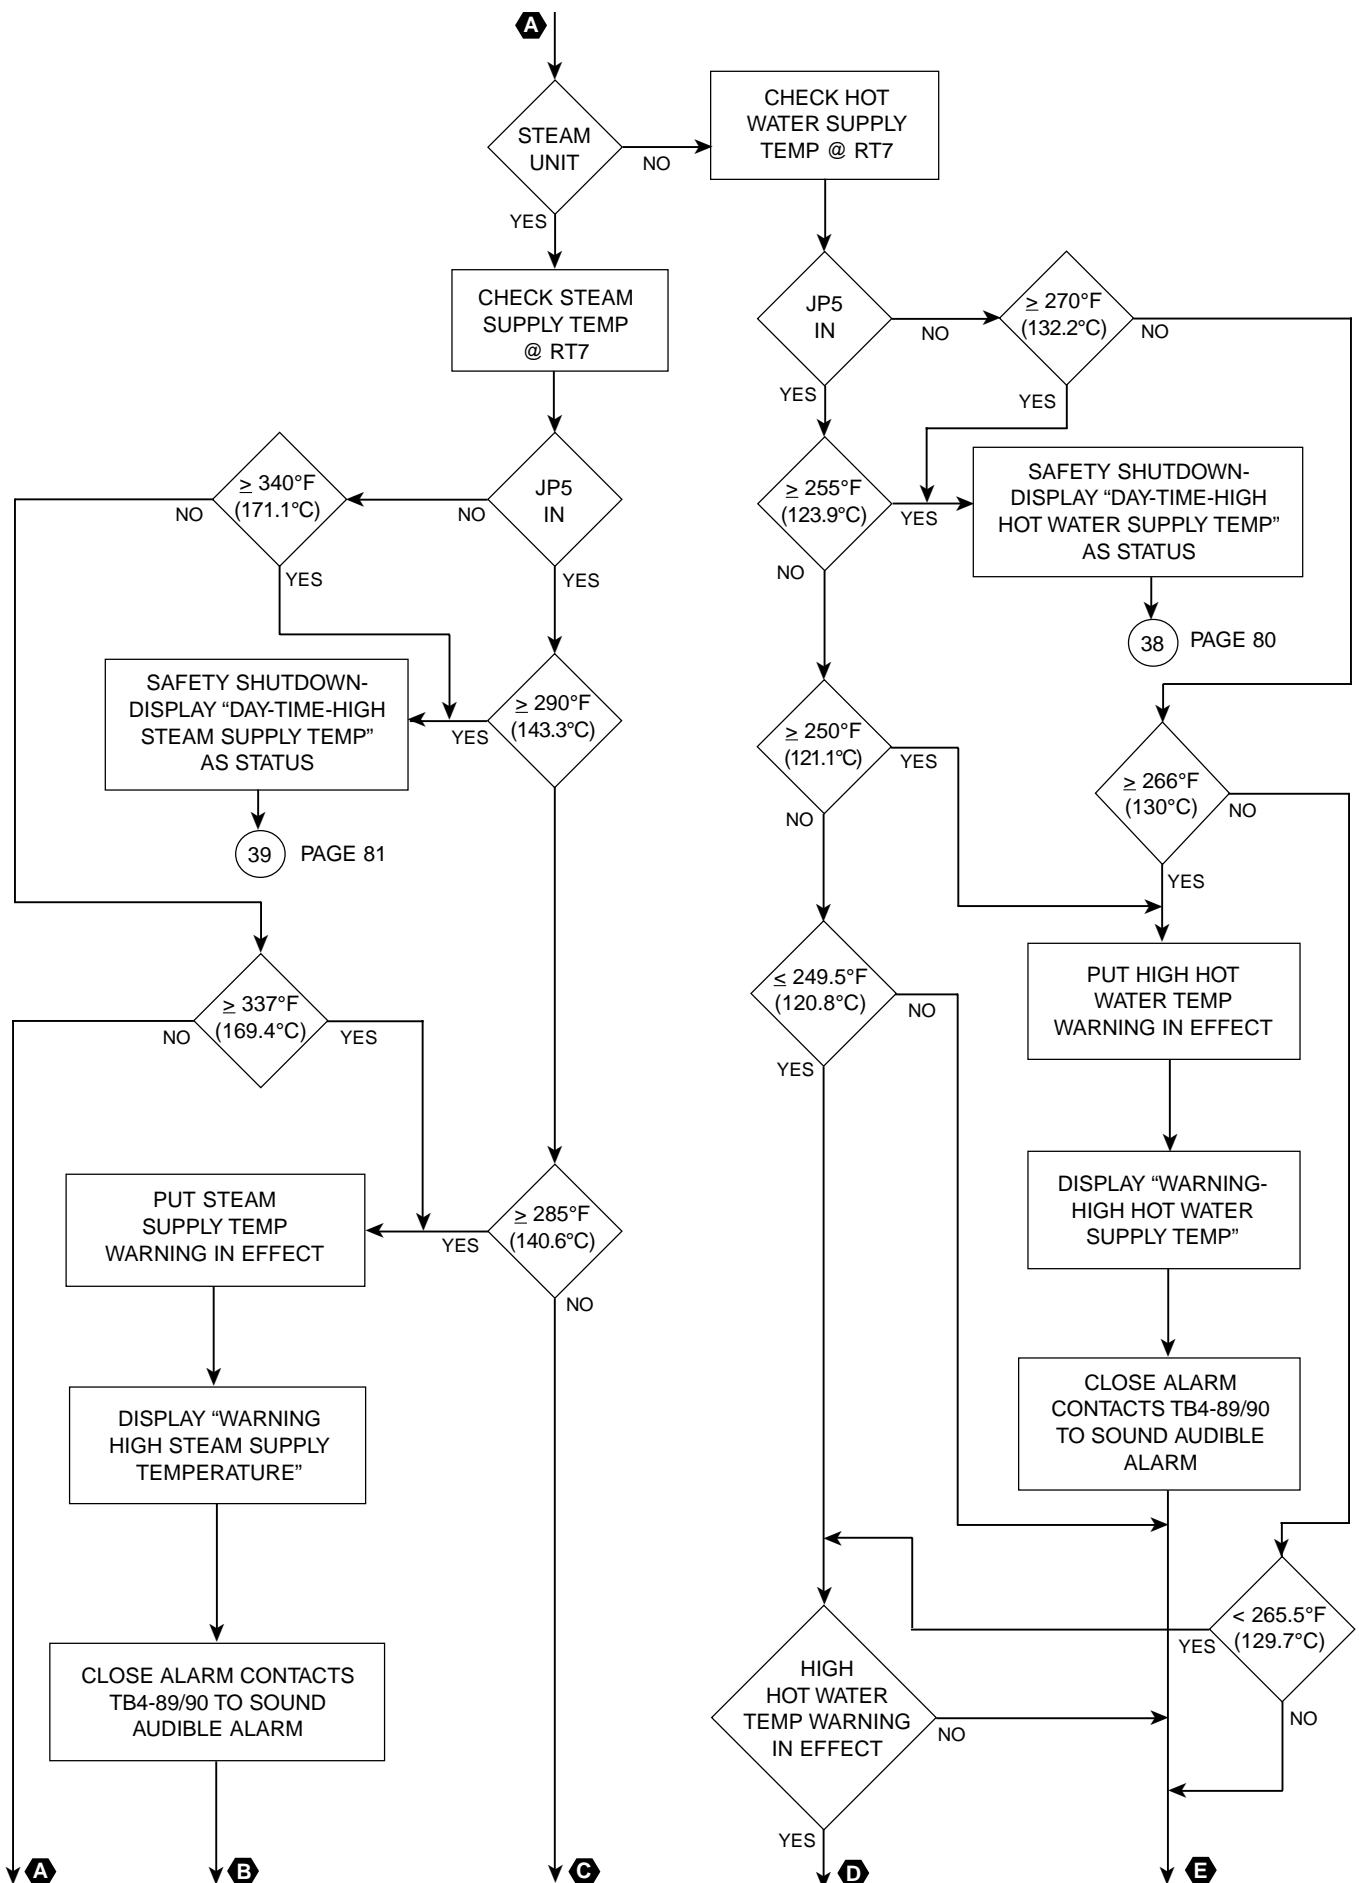 A
STEAM
UNIT
NO
YES
CHECK HOT
WATER SUPPLY
TEMP @ RT7
CHECK STEAM
SUPPLY TEMP
@ RT7
JP5
IN
NO
YES
≥ 270°F
(132.2°C)
NO
YES
≥ 340°F
(171.1°C)
NO
YES
JP5
IN
NO
YES
≥ 255°F
(123.9°C)
YES
NO
SAFETY SHUTDOWN-
DISPLAY “DAY-TIME-HIGH
HOT WATER SUPPLY TEMP”
AS STATUS
38
PAGE 80
SAFETY SHUTDOWN-
DISPLAY “DAY-TIME-HIGH
STEAM SUPPLY TEMP”
AS STATUS
39
PAGE 81
≥ 290°F
(143.3°C)
YES
≥ 250°F
(121.1°C)
YES
NO
≥ 266°F
(130°C)
NO
YES
≥ 337°F
(169.4°C)
NO
YES
≤ 249.5°F
(120.8°C)
NO
YES
PUT HIGH HOT
WATER TEMP
WARNING IN EFFECT
PUT STEAM
SUPPLY TEMP
WARNING IN EFFECT
≥ 285°F
(140.6°C)
YES
NO
DISPLAY “WARNING-
HIGH HOT WATER
SUPPLY TEMP”
DISPLAY “WARNING
HIGH STEAM SUPPLY
TEMPERATURE”
CLOSE ALARM
CONTACTS TB4-89/90
TO SOUND AUDIBLE
ALARM
< 265.5°F
(129.7°C)
YES
NO
CLOSE ALARM CONTACTS
TB4-89/90 TO SOUND
AUDIBLE ALARM
HIGH
HOT WATER
TEMP WARNING
IN EFFECT
NO
YES
A
B
C
D
E